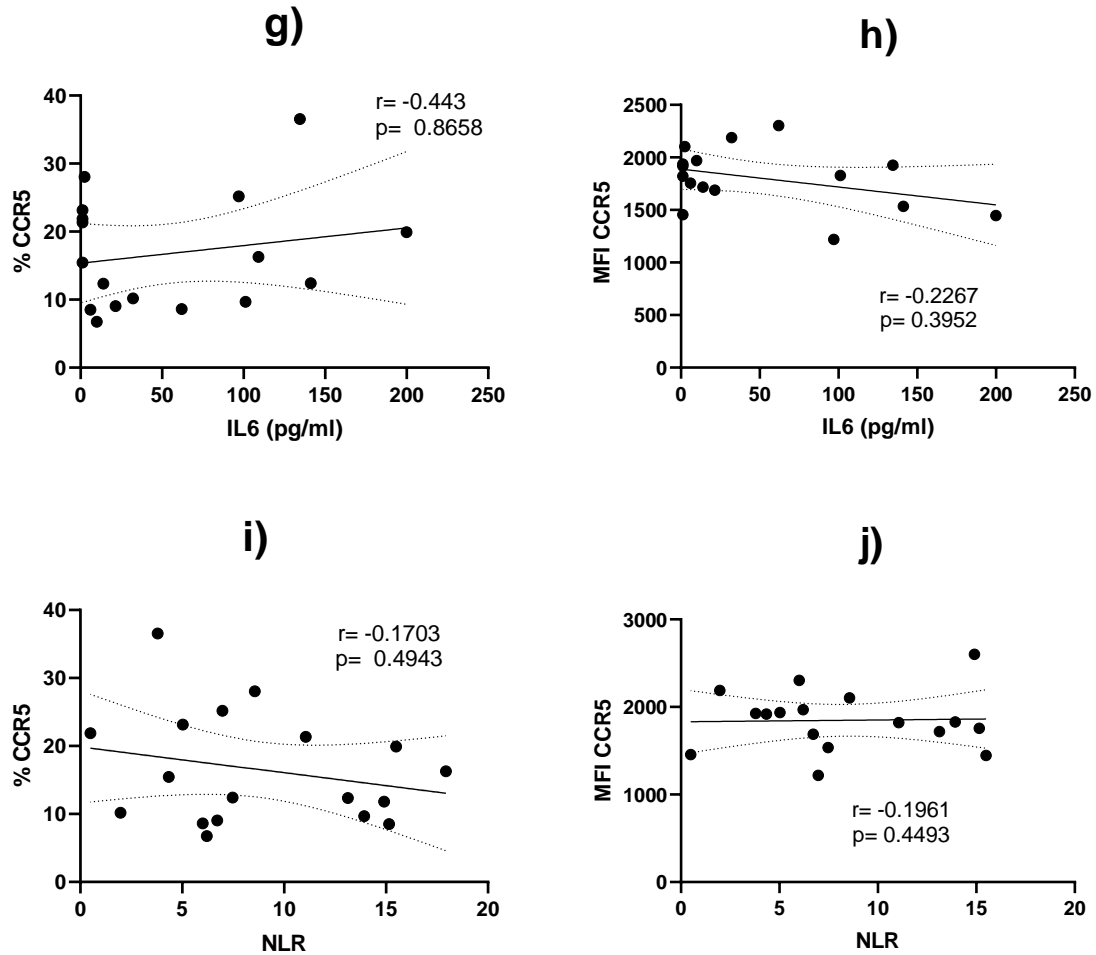 g)
r= -0.443
p= 0.8658
40
30
20
10
0
% CCR5
0 50 100 150 200 250
IL6 (pg/ml)
h)
2500
2000
1500
1000
500
0
MFI CCR5
r= -0.2267
p= 0.3952
0 50 100 150 200 250
IL6 (pg/ml)
i)
r= -0.1703
p= 0.4943
40
30
20
10
0
% CCR5
0 5 10 15 20
NLR
j)
3000
2000
1000
0
MFI CCR5
r= -0.1961
p= 0.4493
0 5 10 15 20
NLR